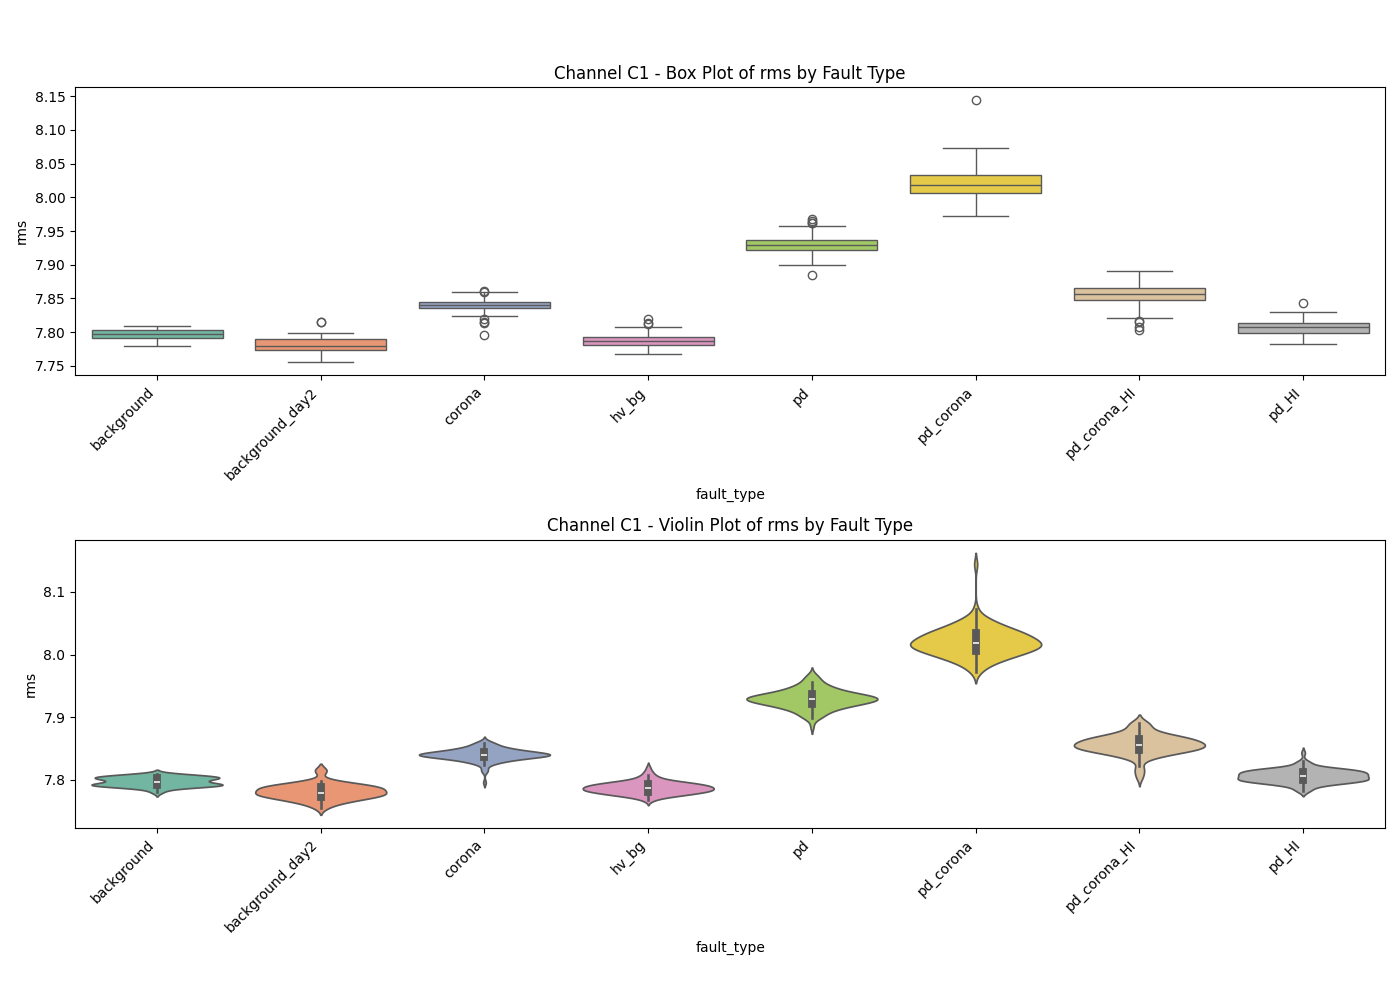 Channel C1 - Box Plot of rms by Fault Type
8.15
8.10
8.05
8.00
7.95
7.90
7.85
7.80
7.75
rms
background
background_day2
corona
hv_bg
pd
pd_corona
pd_corona_HI
pd_HI
fault_type
Channel C1 - Violin Plot of rms by Fault Type
8.1
8.0
7.9
7.8
rms
background
background_day2
corona
hv_bg
pd
pd_corona
pd_corona_HI
pd_HI
fault_type